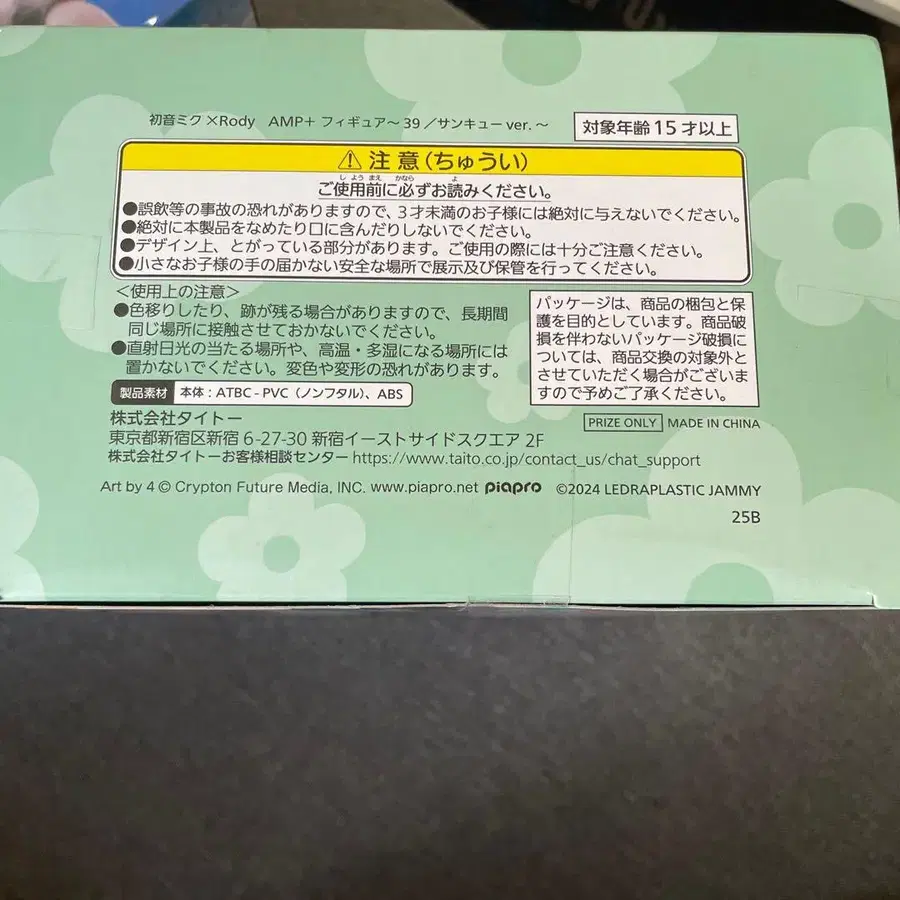 初音ミク×Rody AMP+ フィギュア～39／サンキューver.～
対象年齢15才以上
⚠ 注意(ちゅうい)
ご使用前に必ずお読みください。
●誤飲等の事故の恐れがありますので、3才未満のお子様には絶対に与えないでください。
●絶対に本製品をなめたり口に含んだりしないでください。
●デザイン上、とがっている部分があります。ご使用の際には十分ご注意ください。
●小さなお子様の手の届かない安全な場所で展示及び保管を行ってください。
＜使用上の注意＞
●色移りしたり、跡が残る場合がありますので、長期間
同じ場所に接触させておかないでください。
●直射日光の当たる場所や、高温・多湿になる場所には
置かないでください。変色や変形の恐れがあります。
パッケージは、商品の梱包と保
護を目的としています。商品破
損を伴わないパッケージ破損に
ついては、商品交換の対象外と
させていただく場合がございま
すので予めご了承ください。
製品素材 本体：ATBC-PVC（ノンフタル）、ABS
PRIZE ONLY MADE IN CHINA
株式会社タイトー
東京都新宿区新宿 6-27-30 新宿イーストサイドスクエア 2F
株式会社タイトーお客様相談センター https://www.taito.co.jp/contact_us/chat_support
Art by 4 © Crypton Future Media, INC. www.piapro.net piapro ©2024 LEDRAPLASTIC JAMMY
25B